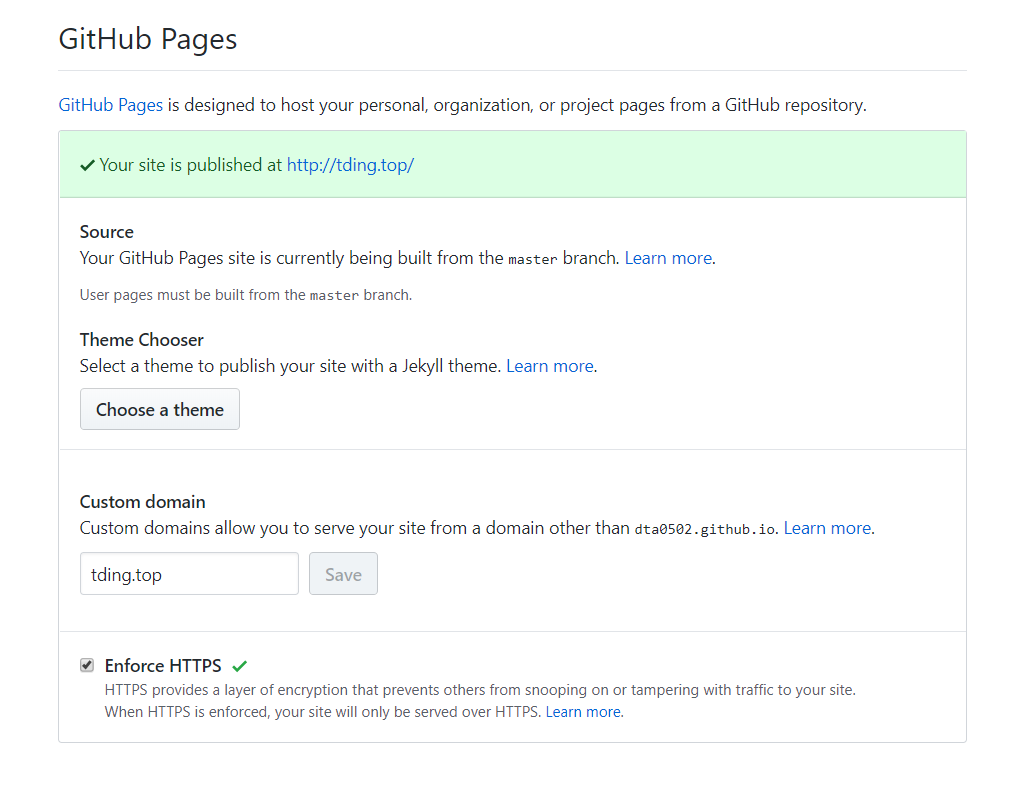 GitHub Pages
GitHub Pages is designed to host your personal, organization, or project pages from a GitHub repository.
Your site is published at http://tding.top/
Source
Your GitHub Pages site is currently being built from the master branch. Learn more.
User pages must be built from the master branch.
Theme Chooser
Select a theme to publish your site with a Jekyll theme. Learn more.
Choose a theme
Custom domain
Custom domains allow you to serve your site from a domain other than dta0502.github.io. Learn more.
tding.top Save
Enforce HTTPS
HTTPS provides a layer of encryption that prevents others from snooping on or tampering with traffic to your site.
When HTTPS is enforced, your site will only be served over HTTPS. Learn more.